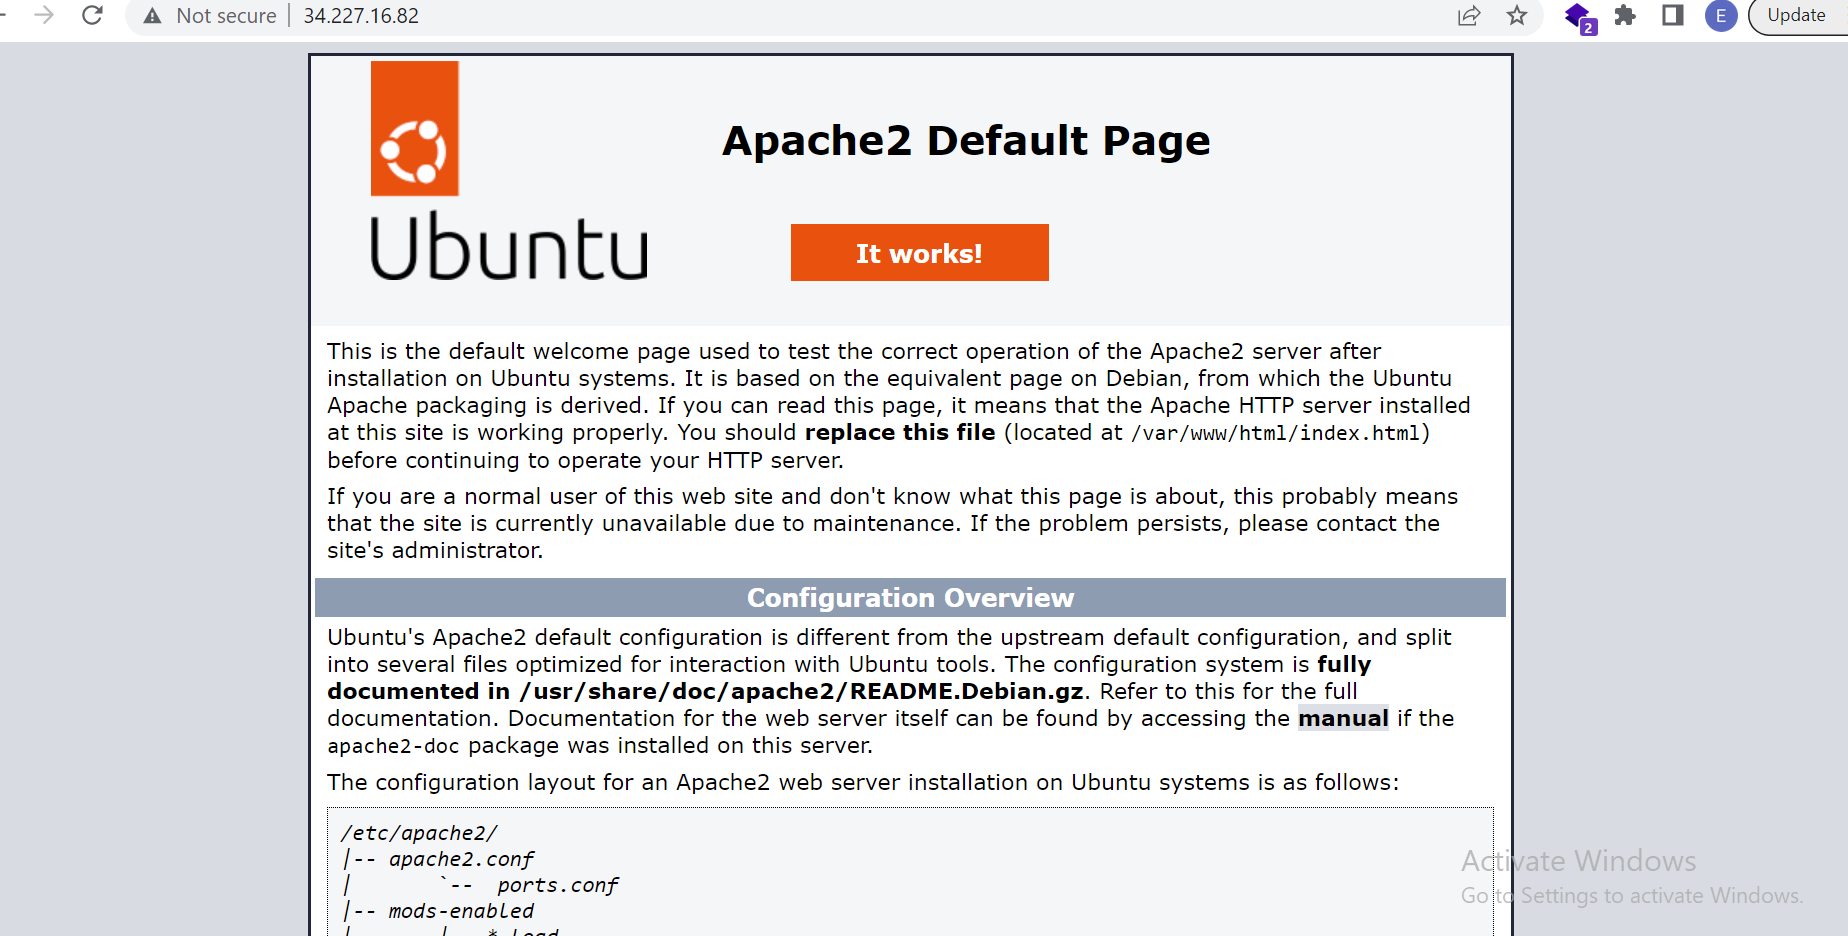 Not secure | 34.227.16.82
2
E
Update
Ubuntu
Apache2 Default Page
It works!
This is the default welcome page used to test the correct operation of the Apache2 server after
installation on Ubuntu systems. It is based on the equivalent page on Debian, from which the Ubuntu
Apache packaging is derived. If you can read this page, it means that the Apache HTTP server installed
at this site is working properly. You should replace this file (located at /var/www/html/index.html)
before continuing to operate your HTTP server.
If you are a normal user of this web site and don't know what this page is about, this probably means
that the site is currently unavailable due to maintenance. If the problem persists, please contact the
site's administrator.
Configuration Overview
Ubuntu's Apache2 default configuration is different from the upstream default configuration, and split
into several files optimized for interaction with Ubuntu tools. The configuration system is fully
documented in /usr/share/doc/apache2/README.Debian.gz. Refer to this for the full
documentation. Documentation for the web server itself can be found by accessing the manual if the
apache2-doc package was installed on this server.
The configuration layout for an Apache2 web server installation on Ubuntu systems is as follows:
/etc/apache2/
|-- apache2.conf
|       `--  ports.conf
|-- mods-enabled
|       |-- *.load
Activate Windows
Go to Settings to activate Windows.